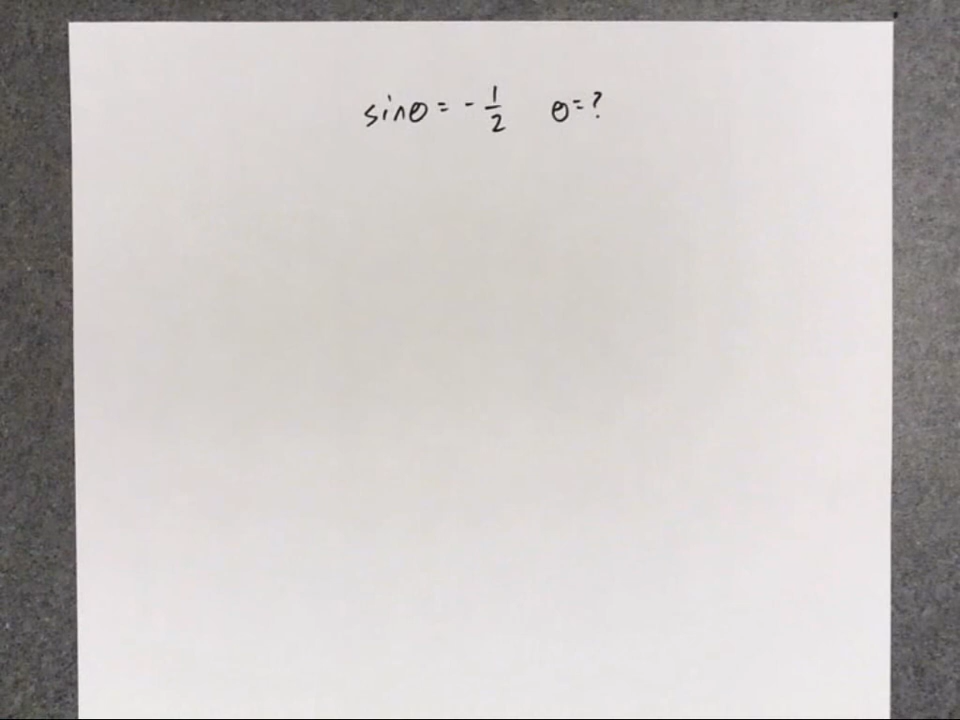 sinθ = - 1/2 θ = ?